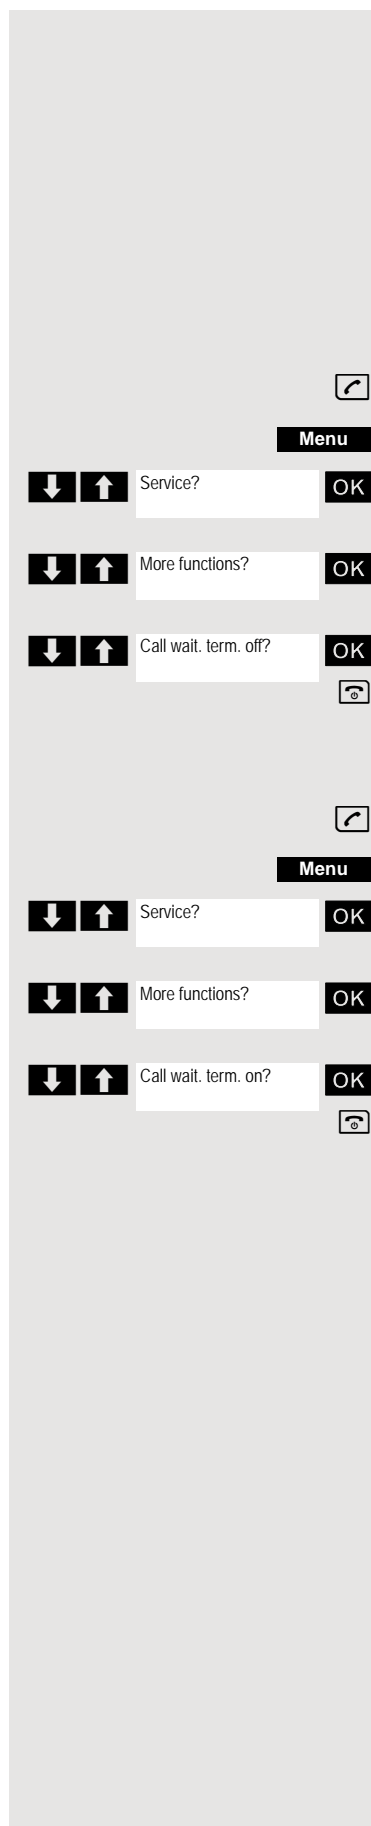 Menu
Service? OK
More functions? OK
Call wait. term. off? OK
Menu
Service? OK
More functions? OK
Call wait. term. on? OK